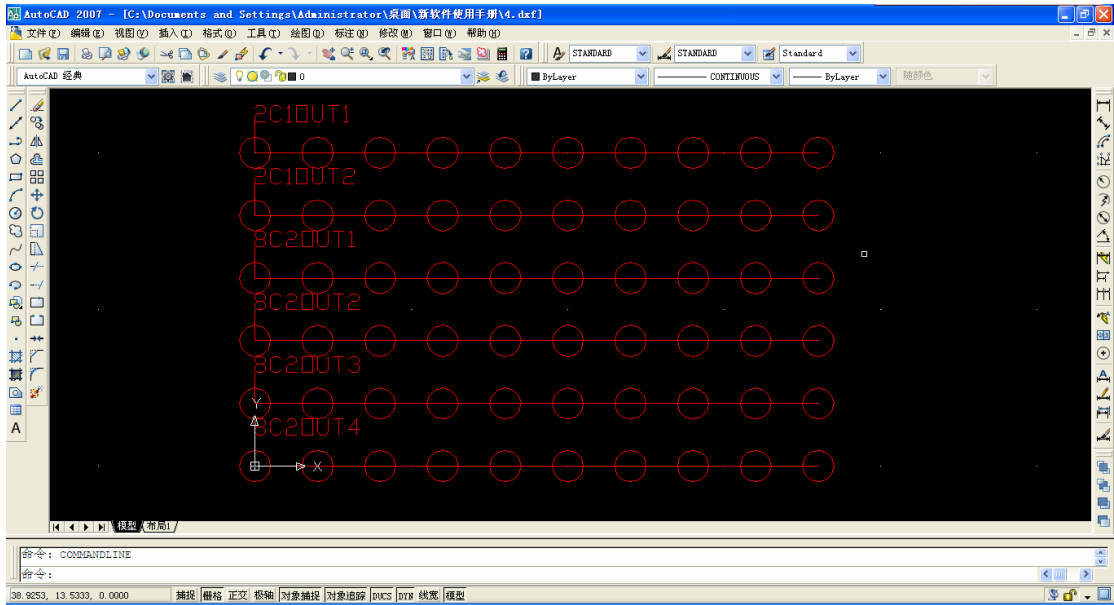 AutoCAD 2007 - [C:\Documents and Settings\Administrator\桌面\新软件使用手册\4.dxf]
文件(F) 编辑(E) 视图(V) 插入(I) 格式(O) 工具(T) 绘图(D) 标注(N) 修改(M) 窗口(W) 帮助(H)
STANDARD STANDARD Standard
AutoCAD 经典 0 ByLayer CONTINUOUS ByLayer 随颜色
2C1OUT1
2C1OUT2
8C2OUT1
8C2OUT2
8C2OUT3
Y
8C2OUT4
X
A
模型 布局1
命令: COMMANDLINE
命令:
38.9253, 13.5333, 0.0000 捕捉 栅格 正交 极轴 对象捕捉 对象追踪 DUCS DYN 线宽 模型